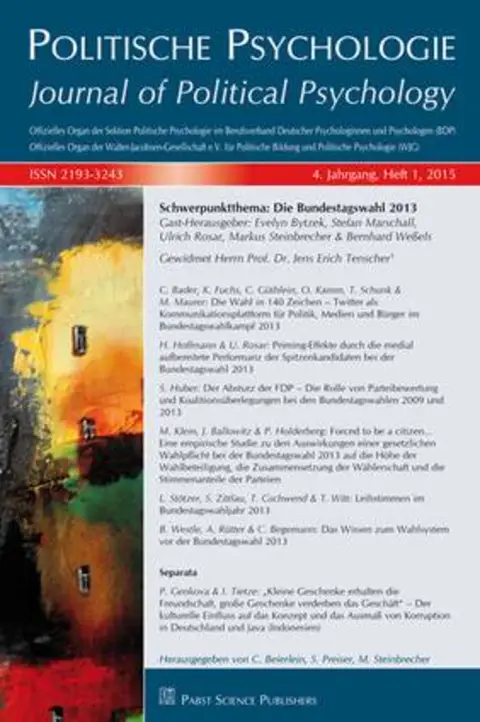 POLITISCHE PSYCHOLOGIE
Journal of Political Psychology
Offizielles Organ der Sektion Politische Psychologie im Berufsverband Deutscher Psychologinnen und Psychologen (BDP)
Offizielles Organ der Walter-Jacobsen-Gesellschaft e.V. für Politische Bildung und Politische Psychologie (WJG)
ISSN 2193-3243
4. Jahrgang, Heft 1, 2015
Schwerpunktthema: Die Bundestagswahl 2013
Gast-Herausgeber: Evelyn Bytzek, Stefan Marschall,
Ulrich Rosar, Markus Steinbrecher & Bernhard Weßels
Gewidmet Herrn Prof. Dr. Jens Erich Tenscher†
C. Bader, K. Fuchs, C. Güthlein, O. Kamm, T. Schunk &
M. Maurer: Die Wahl in 140 Zeichen – Twitter als
Kommunikationsplattform für Politik, Medien und Bürger im
Bundestagswahlkampf 2013
H. Hoffmann & U. Rosar: Priming-Effekte durch die medial
aufbereitete Performanz der Spitzenkandidaten bei der
Bundestagswahl 2013
S. Huber: Der Absturz der FDP – Die Rolle von Parteibewertung
und Koalitionsüberlegungen bei den Bundestagswahlen 2009 und
2013
M. Klein, J. Ballowitz & P. Holderberg: Forced to be a citizen...
Eine empirische Studie zu den Auswirkungen einer gesetzlichen
Wahlpflicht bei der Bundestagswahl 2013 auf die Höhe der
Wahlbeteiligung, die Zusammensetzung der Wählerschaft und die
Stimmenanteile der Parteien
L. Stötzer, S. Zittlau, T. Gschwend & T. Witt: Leihstimmen im
Bundestagswahljahr 2013
B. Westle, A. Rütter & C. Begemann: Das Wissen zum Wahlsystem
vor der Bundestagswahl 2013
Separata
P. Genkova & I. Tietze: „Kleine Geschenke erhalten die
Freundschaft, große Geschenke verderben das Geschäft“ – Der
kulturelle Einfluss auf das Konzept und das Ausmaß von Korruption
in Deutschland und Java (Indonesien)
Herausgegeben von C. Beierlein, S. Preiser, M. Steinbrecher
PABST SCIENCE PUBLISHERS